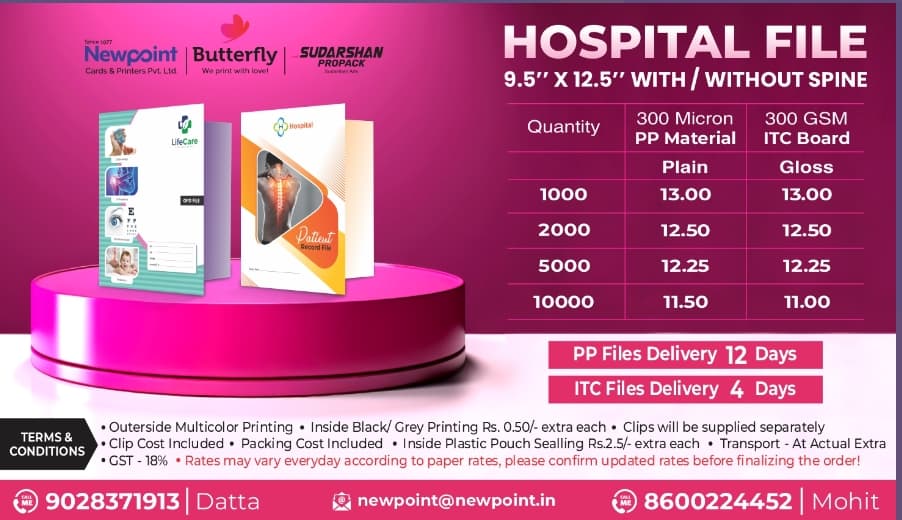 Since 1977
Newpoint
Cards & Printers Pvt. Ltd.
Butterfly
We print with love!
SUDARSHAN
PROPACK
HOSPITAL FILE
9.5’’ X 12.5’’ WITH / WITHOUT SPINE
LifeCare
OPD FILE
E
Hospital
Patient
Record File
Quantity
300 Micron
PP Material
300 GSM
ITC Board
Plain Gloss
1000 13.00 13.00
2000 12.50 12.50
5000 12.25 12.25
10000 11.50 11.00
PP Files Delivery 12 Days
ITC Files Delivery 4 Days
TERMS &
CONDITIONS
• Outerside Multicolor Printing • Inside Black/ Grey Printing Rs. 0.50/- extra each • Clips will be supplied separately
• Clip Cost Included • Packing Cost Included • Inside Plastic Pouch Sealling Rs.2.5/- extra each • Transport - At Actual Extra
• GST - 18% • Rates may vary everyday according to paper rates, please confirm updated rates before finalizing the order!
CALL ME 9028371913 | Datta newpoint@newpoint.in CALL ME 8600224452 | Mohit